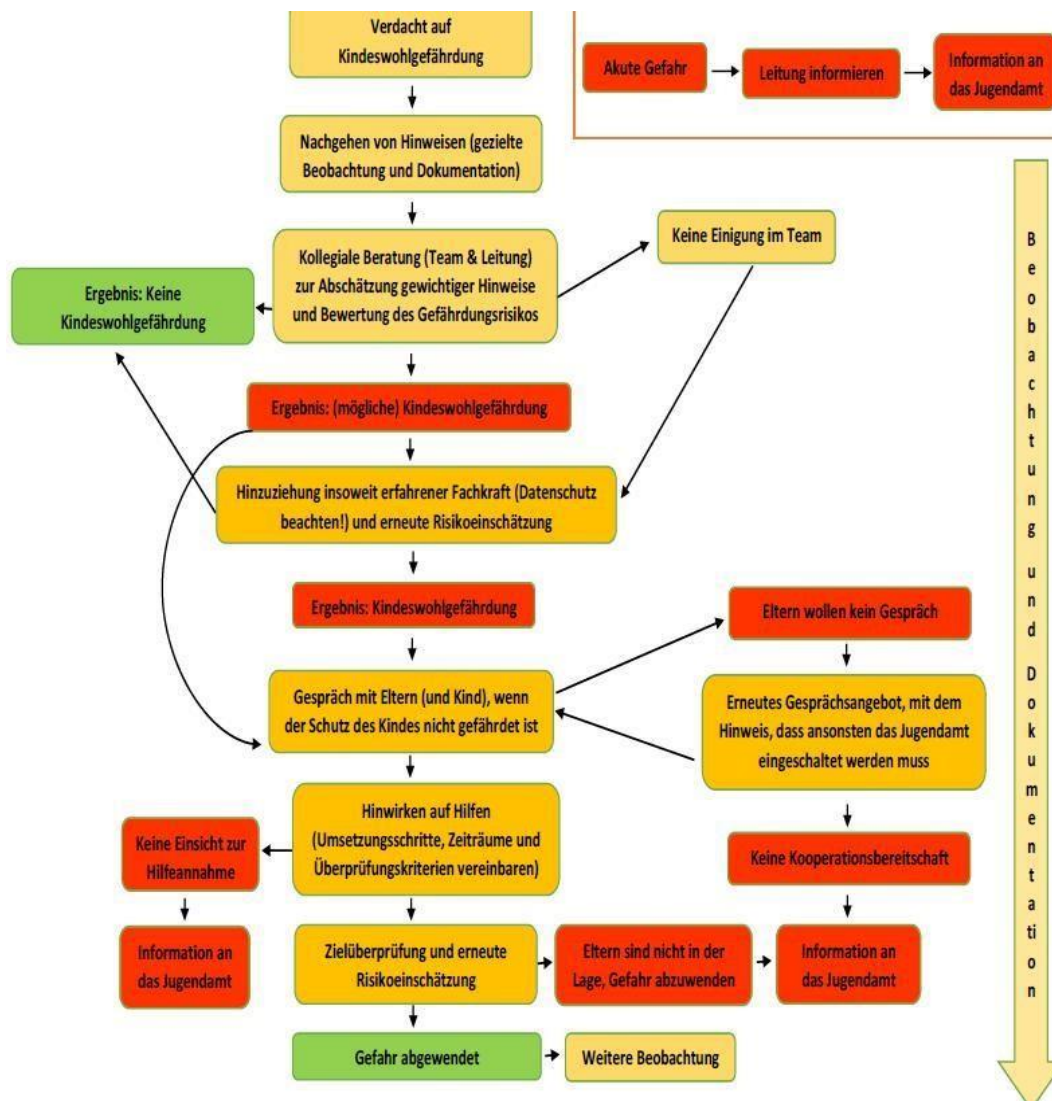 Verdacht auf
Kindeswohlgefährdung
Akute Gefahr
Leitung informieren
Information an
das Jugendamt
Nachgehen von Hinweisen (gezielte
Beobachtung und Dokumentation)
Kollegiale Beratung (Team & Leitung)
zur Abschätzung gewichtiger Hinweise
und Bewertung des Gefährdungsrisikos
Keine Einigung im Team
Ergebnis: Keine
Kindeswohlgefährdung
Ergebnis: (mögliche) Kindeswohlgefährdung
Hinzuziehung insoweit erfahrener Fachkraft (Datenschutz
beachten!) und erneute Risikoeinschätzung
Ergebnis: Kindeswohlgefährdung
Eltern wollen kein Gespräch
Gespräch mit Eltern (und Kind), wenn
der Schutz des Kindes nicht gefährdet ist
Erneutes Gesprächsangebot, mit dem
Hinweis, dass ansonsten das Jugendamt
eingeschaltet werden muss
Hinwirken auf Hilfen
(Umsetzungsschritte, Zeiträume und
Überprüfungskriterien vereinbaren)
Keine Einsicht zur
Hilfeannahme
Keine Kooperationsbereitschaft
Information an
das Jugendamt
Zielüberprüfung und erneute
Risikoeinschätzung
Eltern sind nicht in der
Lage, Gefahr abzuwenden
Information an
das Jugendamt
Gefahr abgewendet
Weitere Beobachtung
Beobachtung und Dokumentation